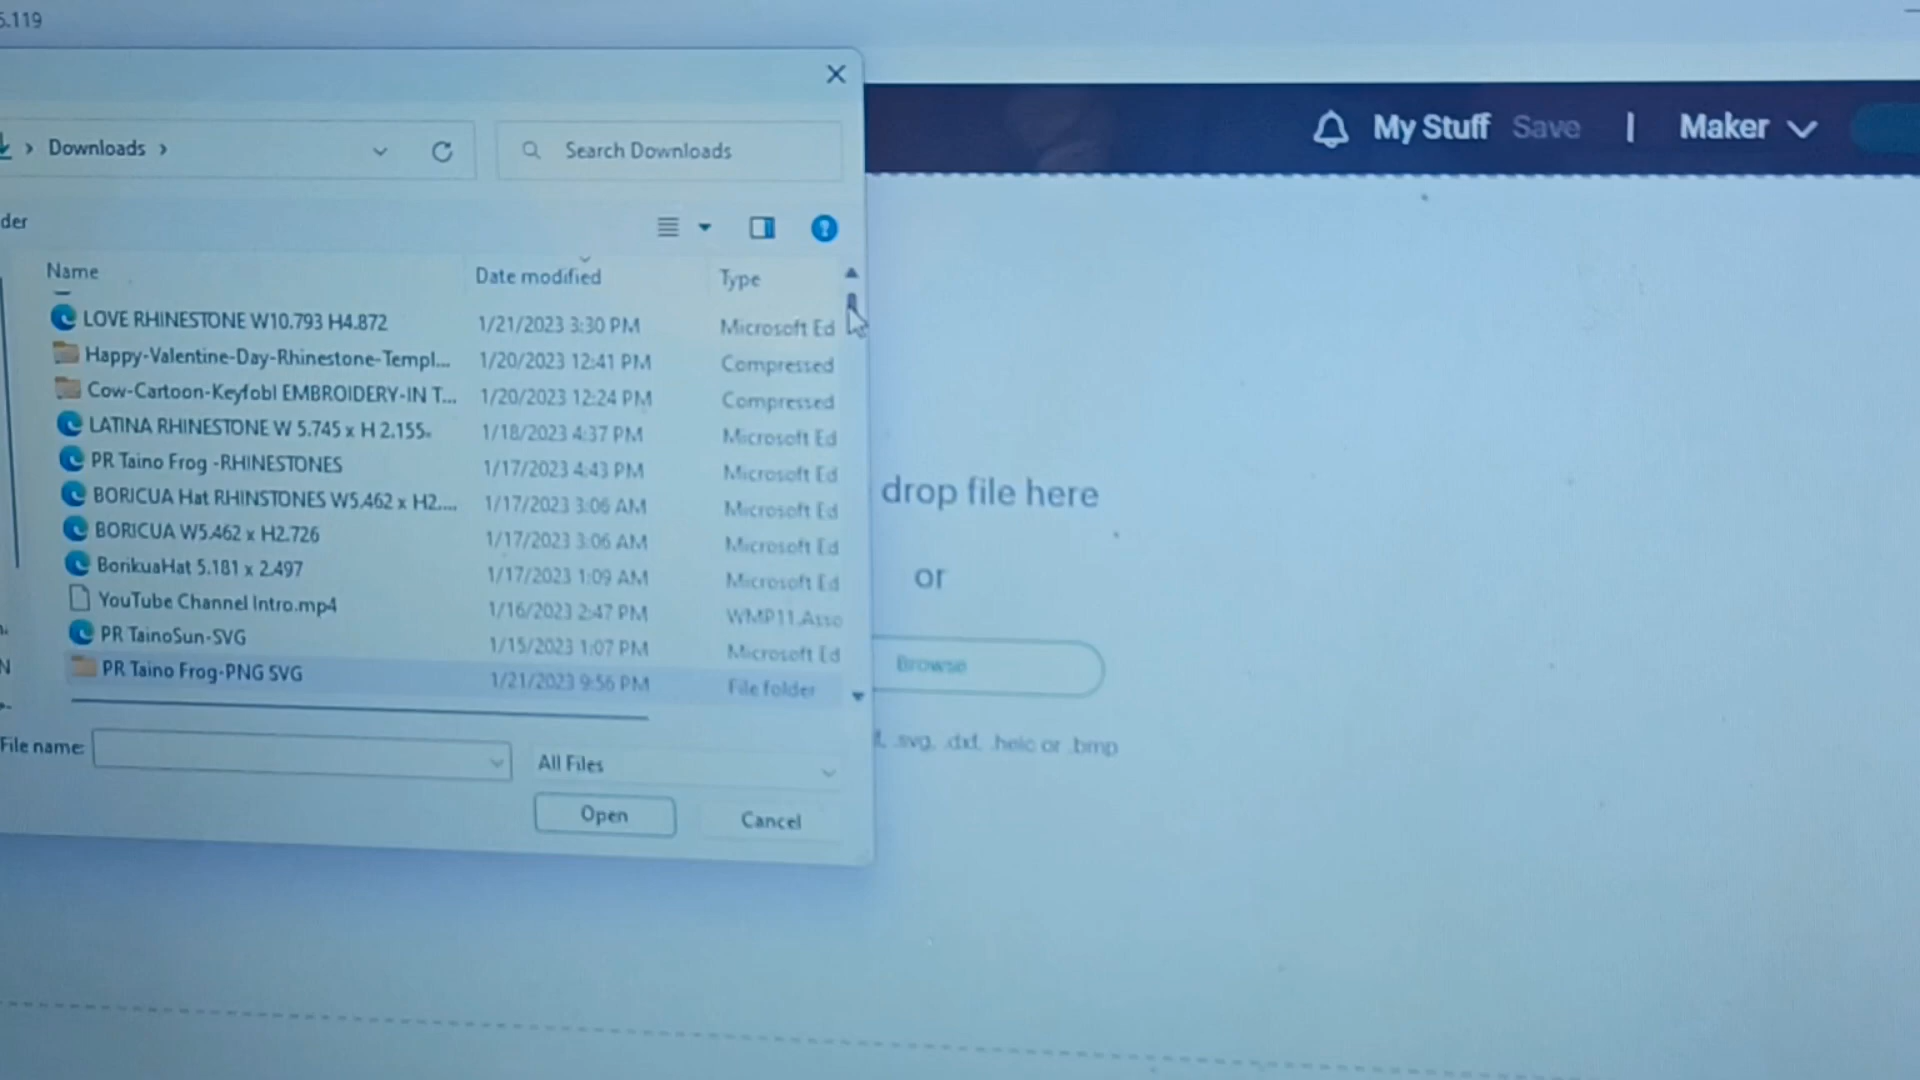 5.119
My Stuff Save | Maker
Downloads
Search Downloads
der
Name Date modified Type
LOVE RHINESTONE W10.793 H4.872 1/21/2023 3:30 PM Microsoft Ed
Happy-Valentine-Day-Rhinestone-Templ... 1/20/2023 12:41 PM Compressed
Cow-Cartoon-Keyfobl EMBROIDERY-IN T... 1/20/2023 12:24 PM Compressed
LATINA RHINESTONE W 5.745 x H 2.155. 1/18/2023 4:37 PM Microsoft Ed
PR Taino Frog -RHINESTONES 1/17/2023 4:43 PM Microsoft Ed
BORICUA Hat RHINSTONES W5.462 x H2.... 1/17/2023 3:06 AM Microsoft Ed
BORICUA W5.462 x H2.726 1/17/2023 3:06 AM Microsoft Ed
BorikuaHat 5.181 x 2.497 1/17/2023 1:09 AM Microsoft Ed
YouTube Channel Intro.mp4 1/16/2023 2:47 PM WMP11.Asso
PR TainoSun-SVG 1/15/2023 1:07 PM Microsoft Ed
PR Taino Frog-PNG SVG 1/21/2023 9:56 PM File folder
File name:
All Files
Open Cancel
drop file here
or
Browse
.svg, .dxf, .heic or .bmp